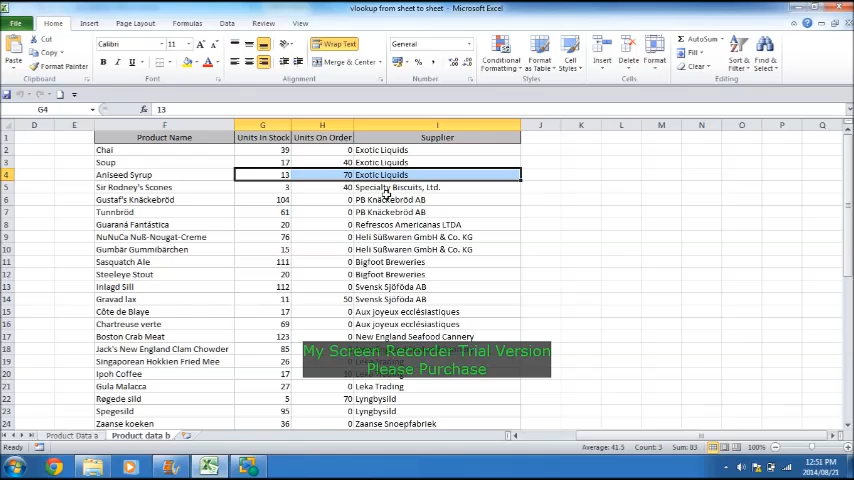 vlookup from sheet to sheet - Microsoft Excel
File Home Insert Page Layout Formulas Data Review View
Paste Cut Copy Format Painter Clipboard
Calibri 11 B I U Font
Wrap Text Merge & Center Alignment
General $ % , Number
Conditional Formatting Format as Table Cell Styles Styles
Insert Delete Format Cells
Σ AutoSum Fill Clear Sort & Filter Find & Select Editing
G4 fx 13
D E F G H I J K L M N O P Q
1 Product Name Units In Stock Units On Order Supplier
2 Chai 39 0 Exotic Liquids
3 Soup 17 40 Exotic Liquids
4 Aniseed Syrup 13 70 Exotic Liquids
5 Sir Rodney's Scones 3 40 Specialty Biscuits, Ltd.
6 Gustaf's Knäckebröd 104 0 PB Knäckebröd AB
7 Tunnbröd 61 0 PB Knäckebröd AB
8 Guaraná Fantástica 20 0 Refrescos Americanas LTDA
9 NuNuCa Nuß-Nougat-Creme 76 0 Heli Süßwaren GmbH & Co. KG
10 Gumbär Gummibärchen 15 0 Heli Süßwaren GmbH & Co. KG
11 Sasquatch Ale 111 0 Bigfoot Breweries
12 Steeleye Stout 20 0 Bigfoot Breweries
13 Inlagd Sill 112 0 Svensk Sjöföda AB
14 Gravad lax 11 50 Svensk Sjöföda AB
15 Côte de Blaye 17 0 Aux joyeux ecclésiastiques
16 Chartreuse verte 69 0 Aux joyeux ecclésiastiques
17 Boston Crab Meat 123 0 New England Seafood Cannery
18 Jack's New England Clam Chowder 85
19 Singaporean Hokkien Fried Mee 26 Leka Trading
20 Ipoh Coffee 17 10 Leka Trading
21 Gula Malacca 27 0 Leka Trading
22 Røgede sild 5 70 Lyngbysild
23 Spegesild 95 0 Lyngbysild
24 Zaanse koeken 36 0 Zaanse Snoepfabriek
My Screen Recorder Trial Version
Please Purchase
Product Data a Product data b
Ready Average: 41.5 Count: 3 Sum: 83 100%
12:51 PM
2014/08/21